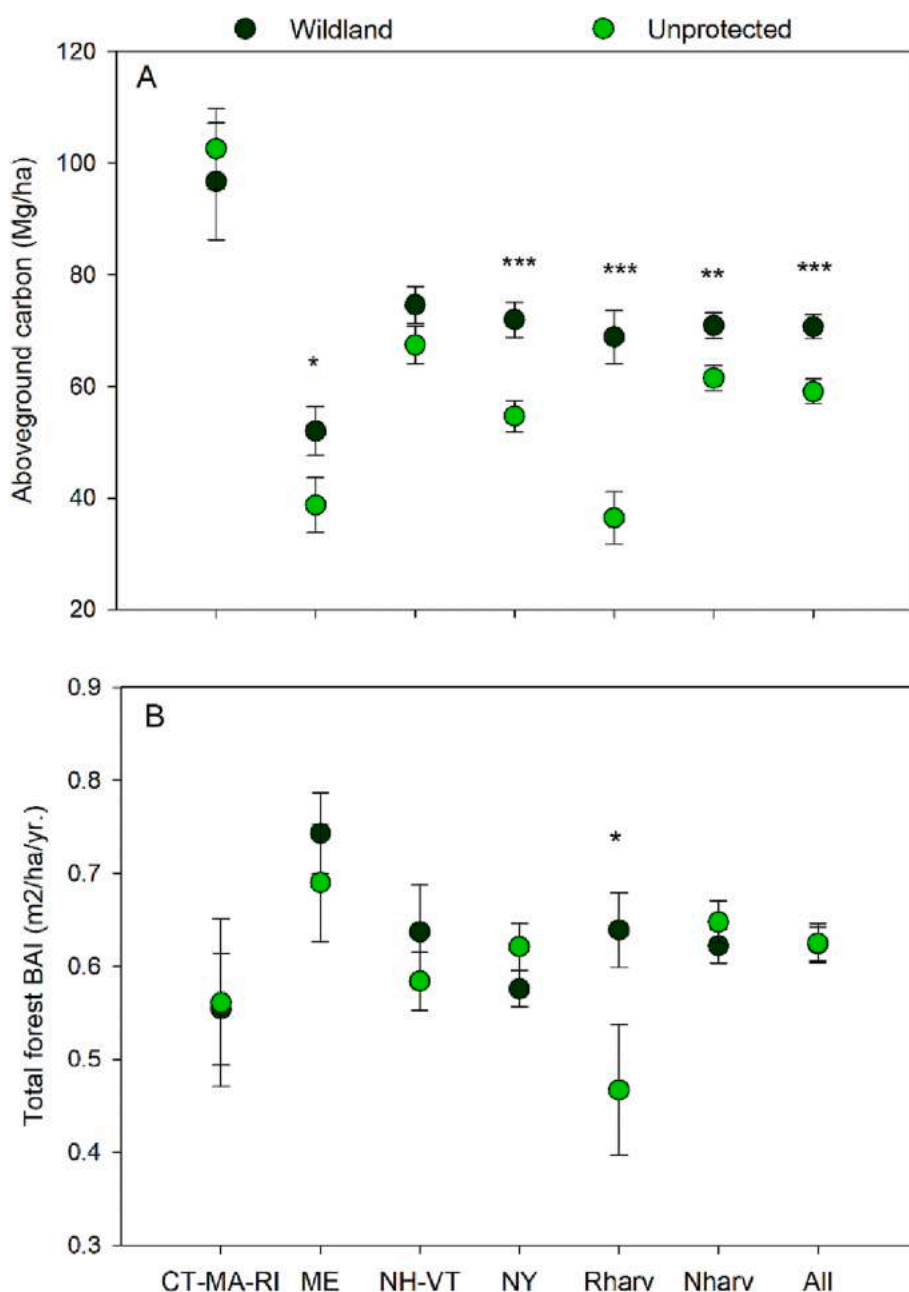 Wildland Unprotected
A
120
100
80
60
40
20
Aboveground carbon (Mg/ha)
* *** *** ** ***
B
0.9
0.8
0.7
0.6
0.5
0.4
0.3
Total forest BAI (m2/ha/yr.)
*
CT-MA-RI ME NH-VT NY Rharv Nharv All